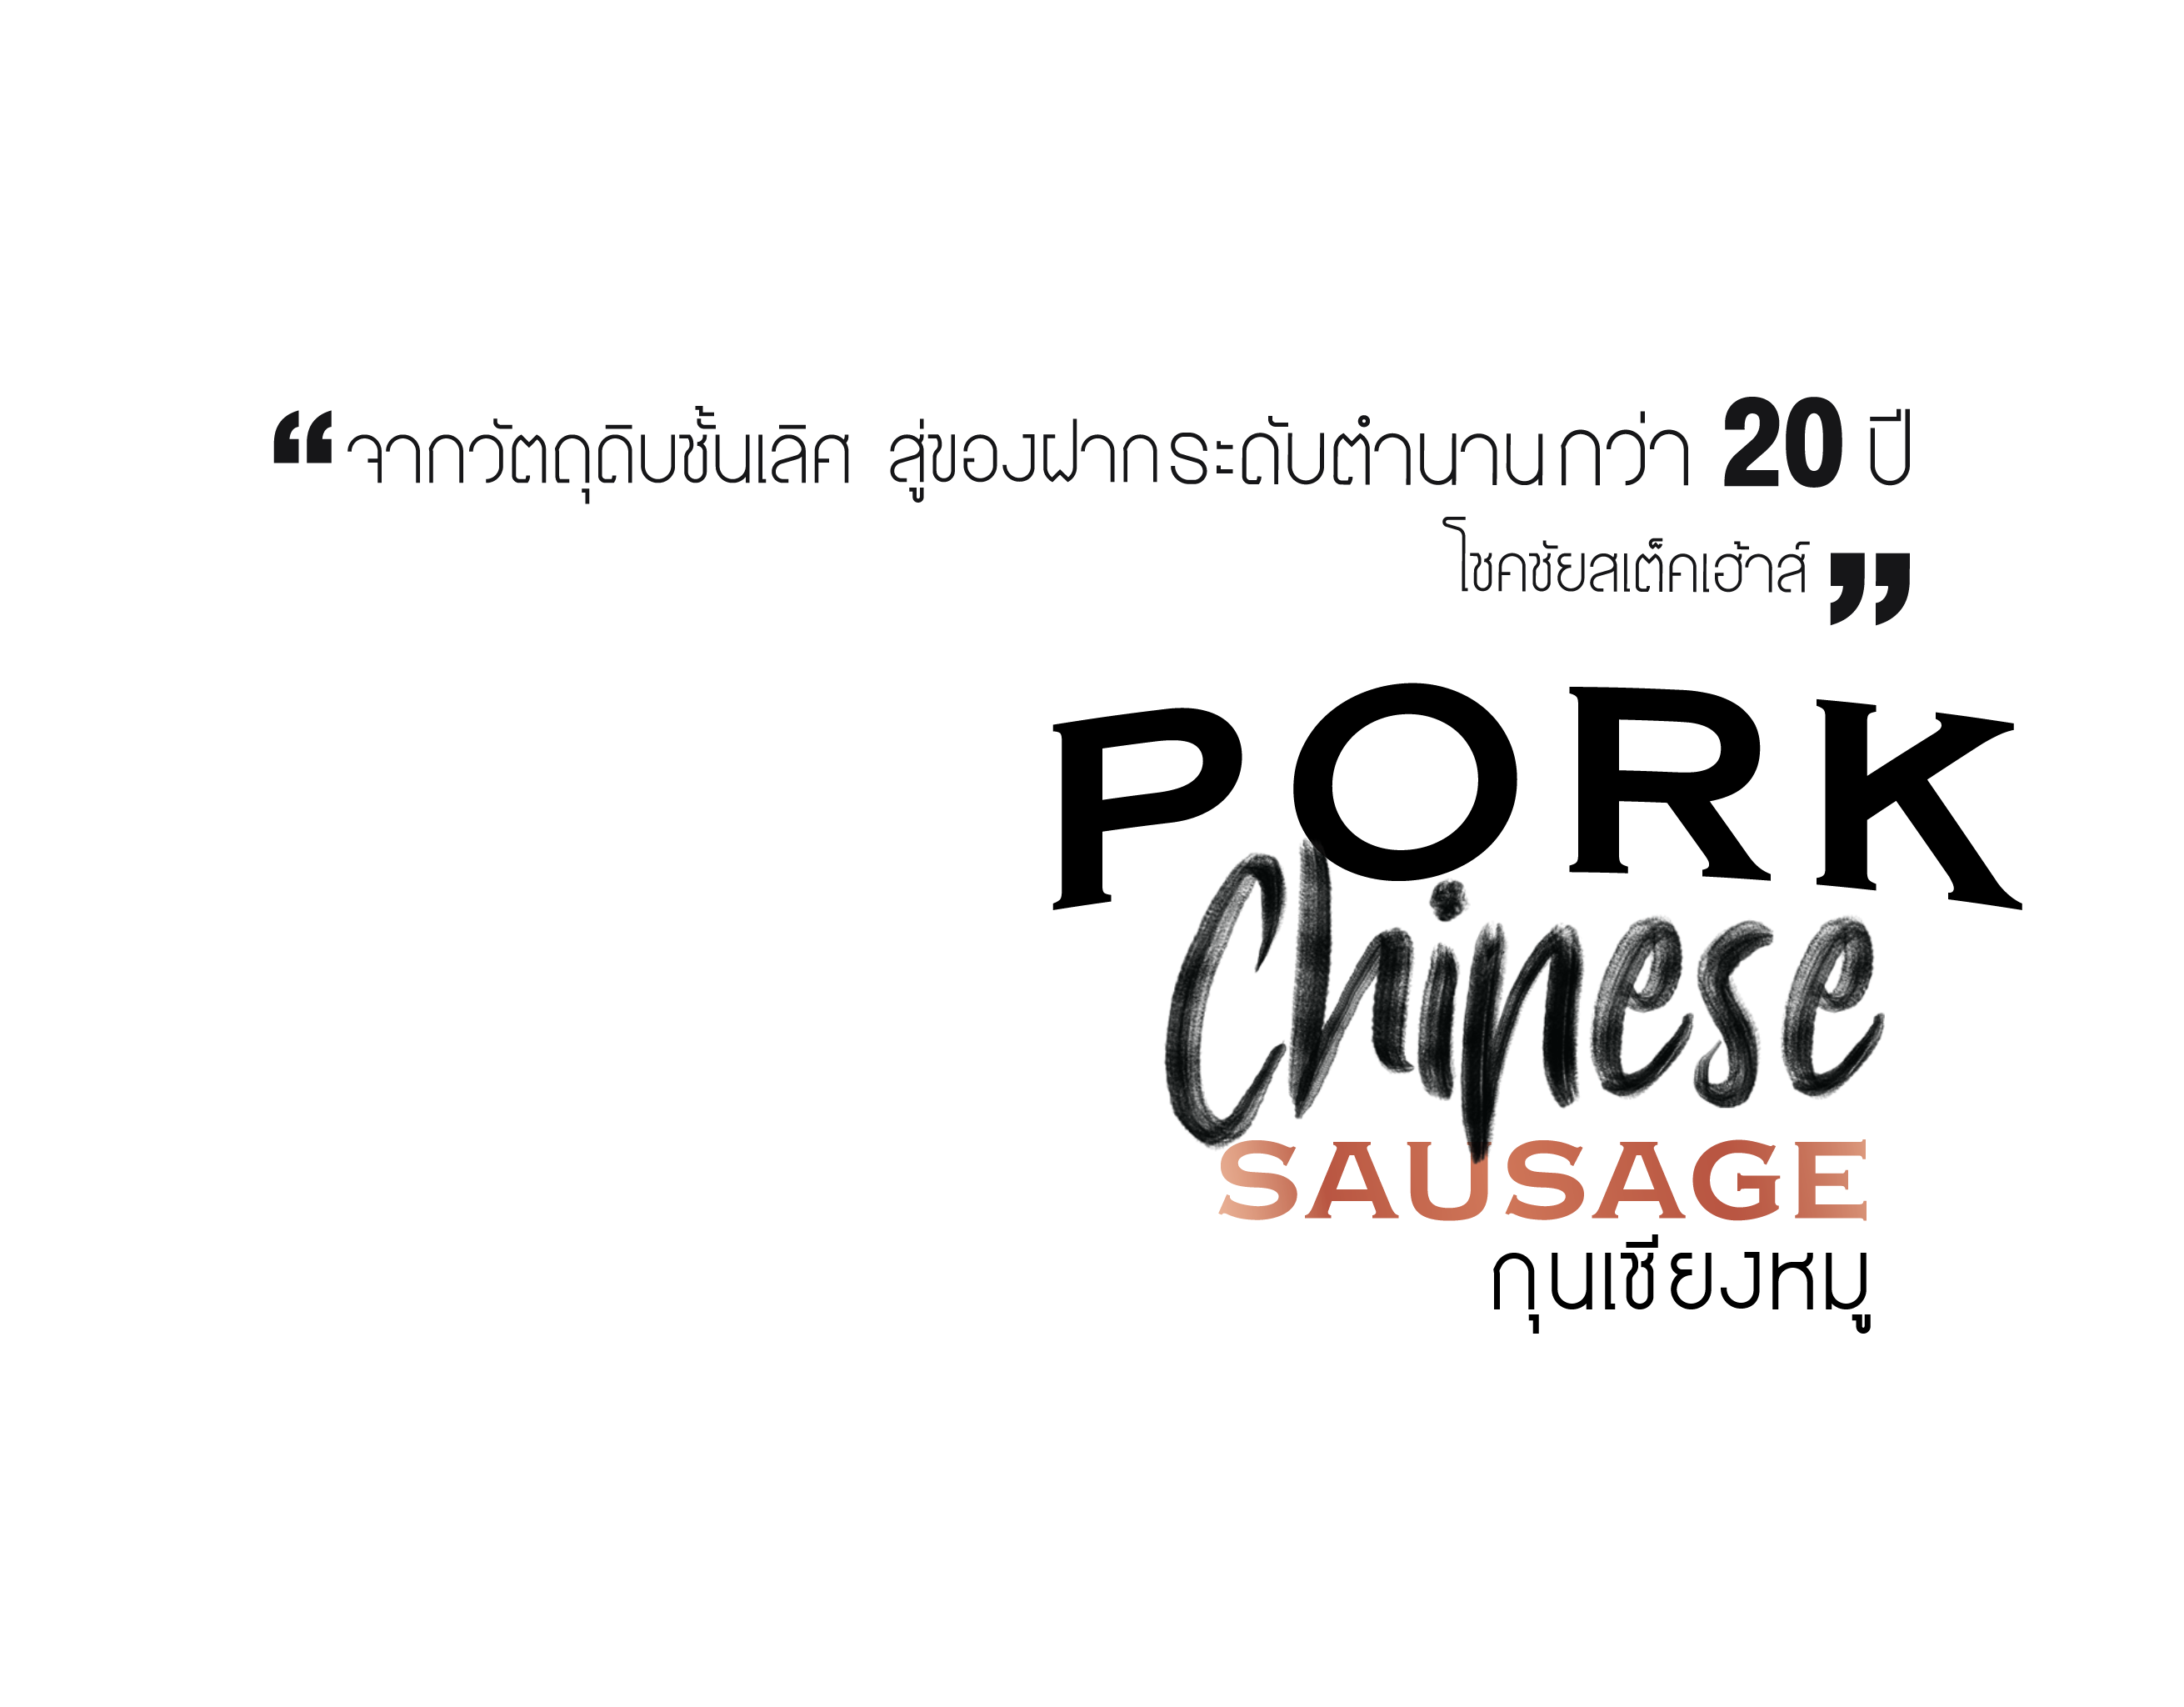 “จากวัตถุดิบชั้นเลิศ สู่ของฝากระดับตำนานกว่า 20 ปี
โชคชัยสเต็คเฮ้าส์”
PORK
Chinese
SAUSAGE
กุนเชียงหมู